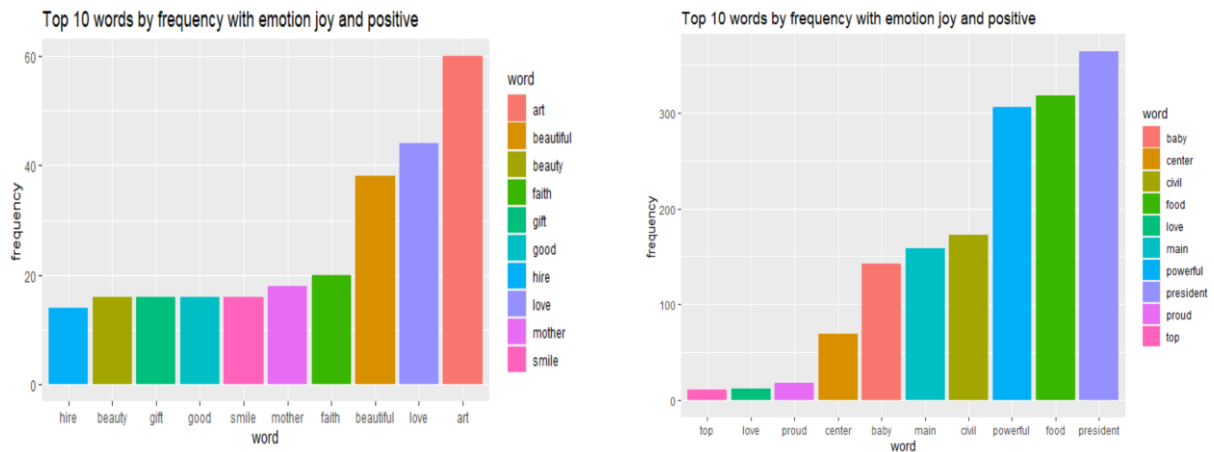 Top 10 words by frequency with emotion joy and positive
frequency
60
40
20
0
hire beauty gift good smile mother faith beautiful love art
word
word
art
beautiful
beauty
faith
gift
good
hire
love
mother
smile
Top 10 words by frequency with emotion joy and positive
frequency
300
200
100
0
top love proud center baby main civil powerful food president
word
word
baby
center
civil
food
love
main
powerful
president
proud
top